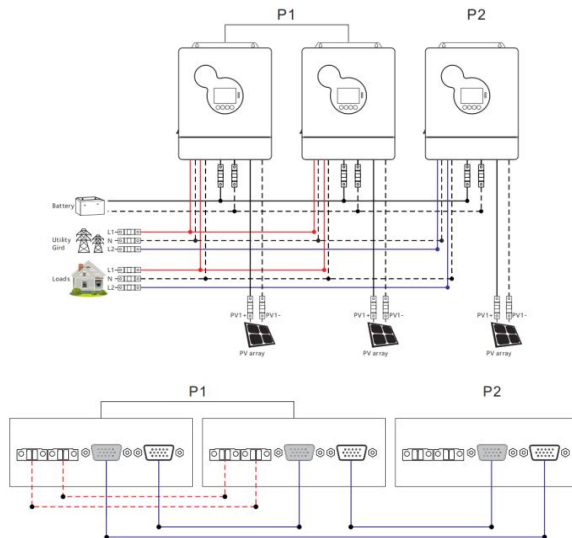 P1 P2
Battery
Utility
Gird
L1
N
L2
Loads
L1
N
L2
PV1+ PV1- PV1+ PV1- PV1+ PV1-
PV array PV array PV array
P1 P2